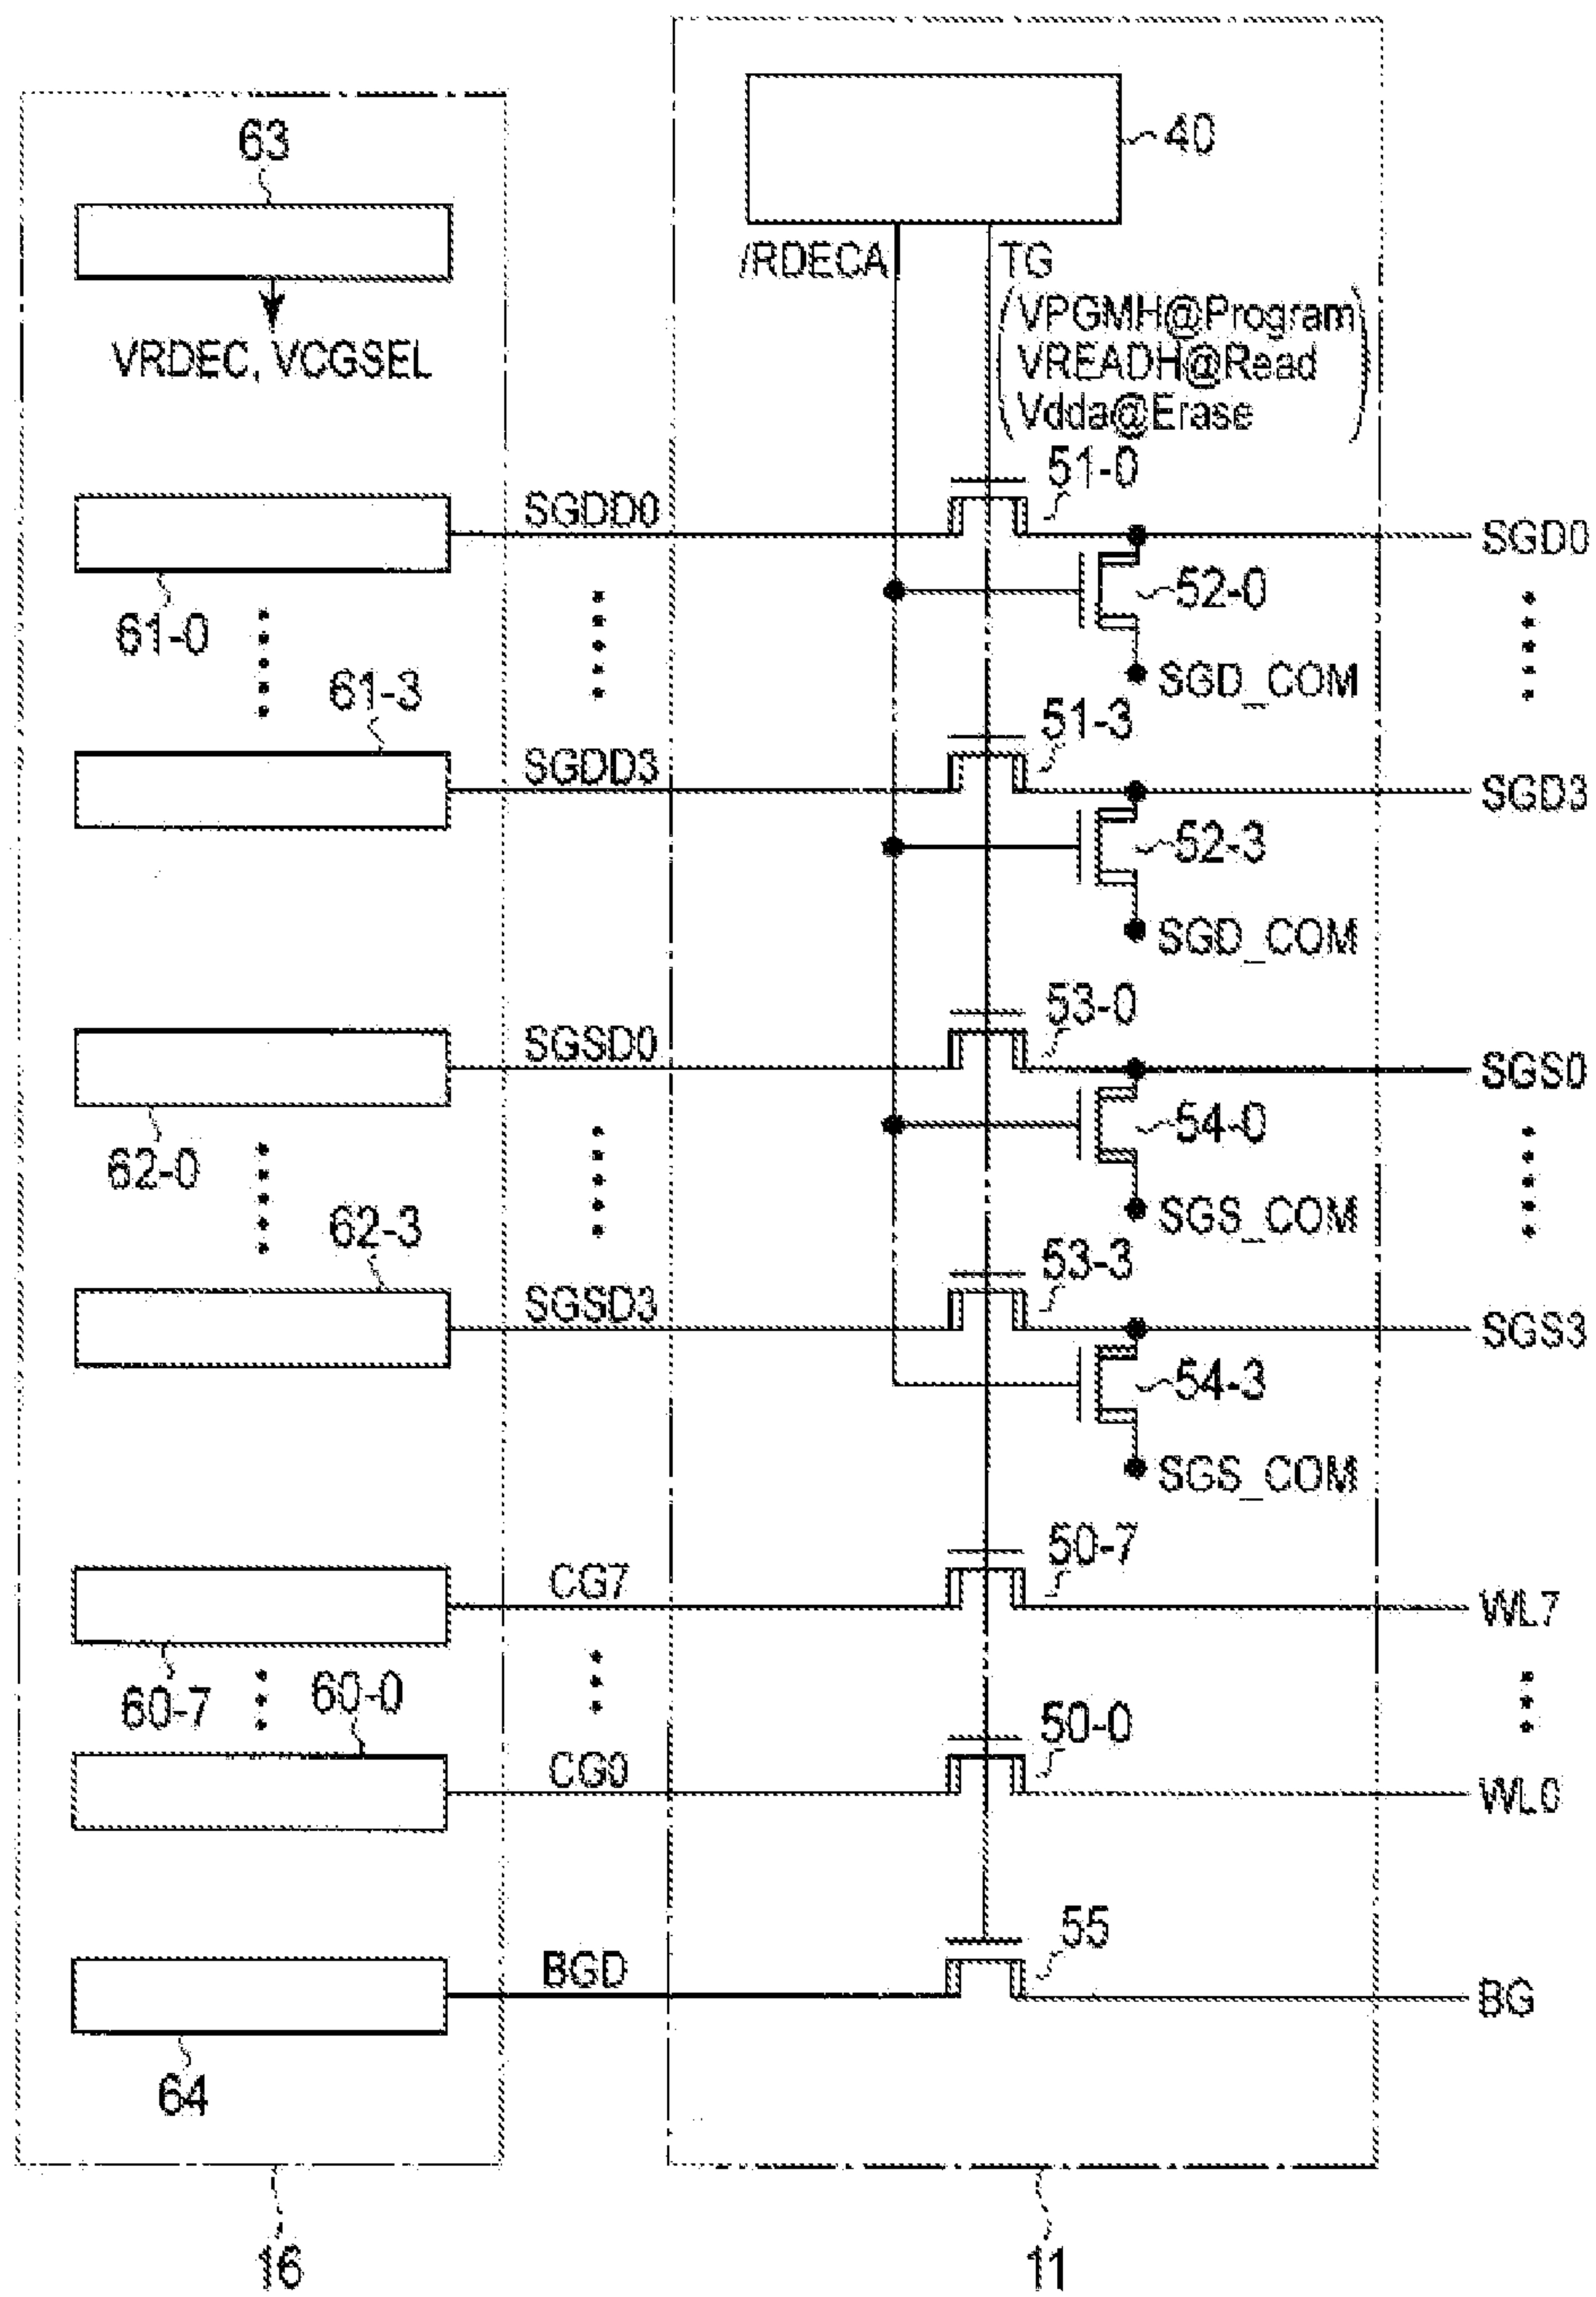 63
40
/RDECA
TG
VPGMH@Program
VREADH@Read
Vdda@Erase
VRDEC, VCGSEL
51-0
SGDD0
SGD0
52-0
61-0
SGD_COM
61-3
51-3
SGDD3
SGD3
52-3
SGD_COM
53-0
SGSD0
SGS0
54-0
62-0
SGS_COM
62-3
53-3
SGSD3
SGS3
54-3
SGS_COM
50-7
CG7
WL7
60-7
60-0
50-0
CG0
WL0
55
BGD
BG
64
16
11